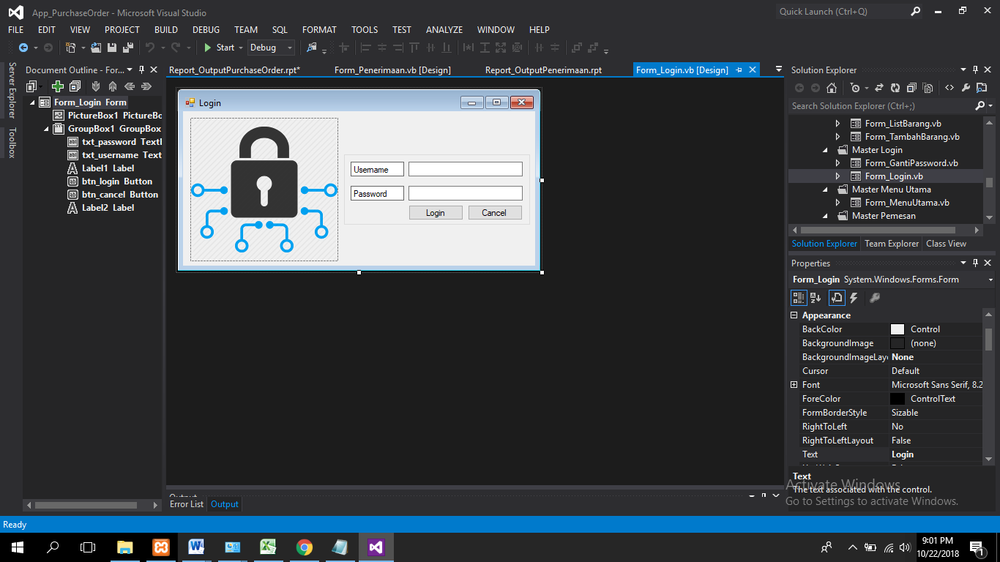 App_PurchaseOrder - Microsoft Visual Studio
Quick Launch (Ctrl+Q)
FILE EDIT VIEW PROJECT BUILD DEBUG TEAM SQL FORMAT TOOLS TEST ANALYZE WINDOW HELP
Start Debug
Server Explorer
Toolbox
Document Outline - For...
Form_Login Form
PictureBox1 PictureBo
GroupBox1 GroupBox
txt_password TextI
txt_username Text
Label1 Label
btn_login Button
btn_cancel Button
Label2 Label
Report_OutputPurchaseOrder.rpt* Form_Penerimaan.vb [Design] Report_OutputPenerimaan.rpt Form_Login.vb [Design]
Login
Username
Password
Login Cancel
Output
Error List Output
Solution Explorer
Search Solution Explorer (Ctrl+;)
Form_ListBarang.vb
Form_TambahBarang.vb
Master Login
Form_GantiPassword.vb
Form_Login.vb
Master Menu Utama
Form_MenuUtama.vb
Master Pemesan
Solution Explorer Team Explorer Class View
Properties
Form_Login System.Windows.Forms.Form
Appearance
BackColor Control
BackgroundImage (none)
BackgroundImageLay None
Cursor Default
Font Microsoft Sans Serif, 8.2
ForeColor ControlText
FormBorderStyle Sizable
RightToLeft No
RightToLeftLayout False
Text Login
Text
The text associated with the control.
Activate Windows
Go to Settings to activate Windows.
Ready
9:01 PM
10/22/2018
1